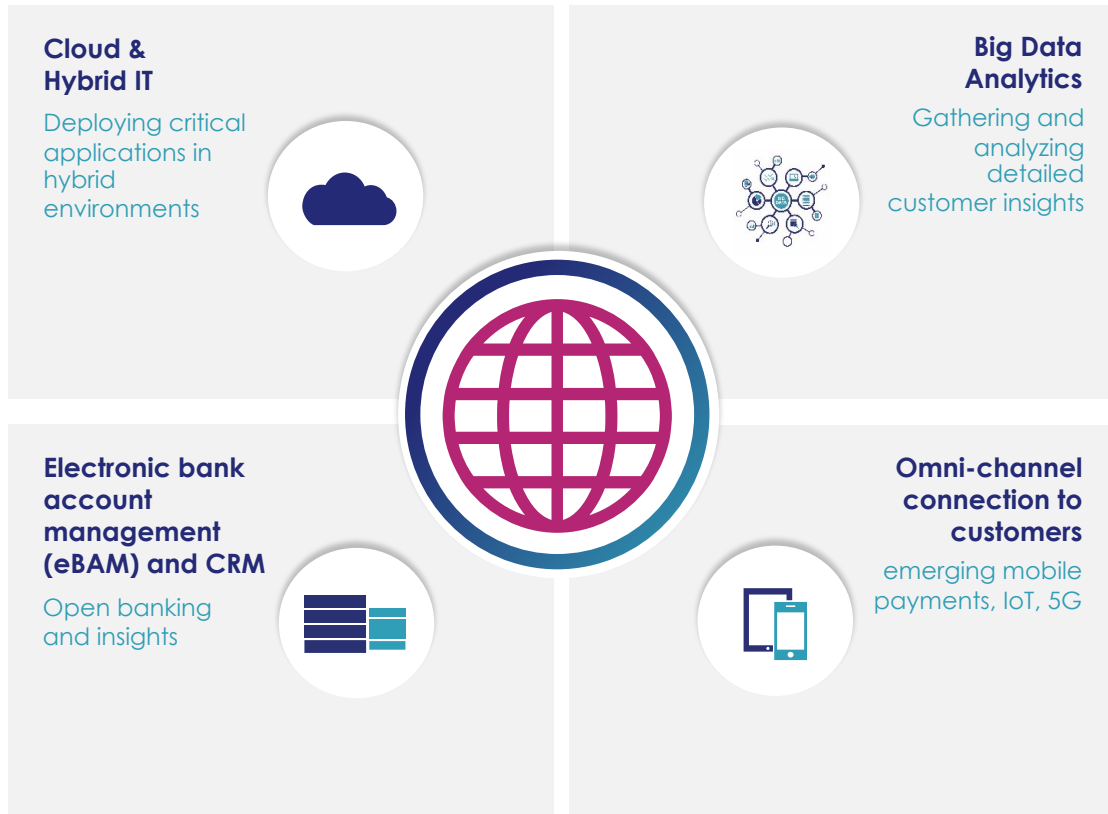 Cloud &
Hybrid IT
Deploying critical
applications in
hybrid
environments
Big Data
Analytics
Gathering and
analyzing
detailed
customer insights
Electronic bank
account
management
(eBAM) and CRM
Open banking
and insights
Omni-channel
connection to
customers
emerging mobile
payments, IoT, 5G